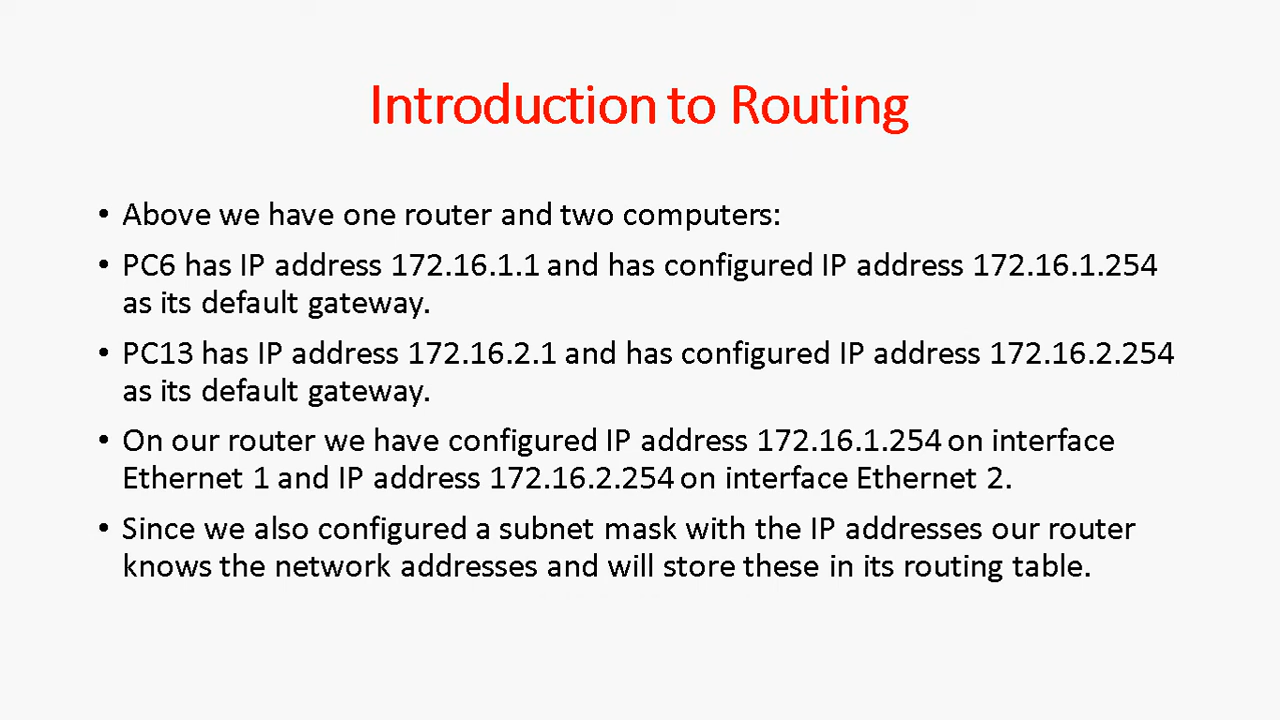 Introduction to Routing
• Above we have one router and two computers:
• PC6 has IP address 172.16.1.1 and has configured IP address 172.16.1.254
as its default gateway.
• PC13 has IP address 172.16.2.1 and has configured IP address 172.16.2.254
as its default gateway.
• On our router we have configured IP address 172.16.1.254 on interface
Ethernet 1 and IP address 172.16.2.254 on interface Ethernet 2.
• Since we also configured a subnet mask with the IP addresses our router
knows the network addresses and will store these in its routing table.